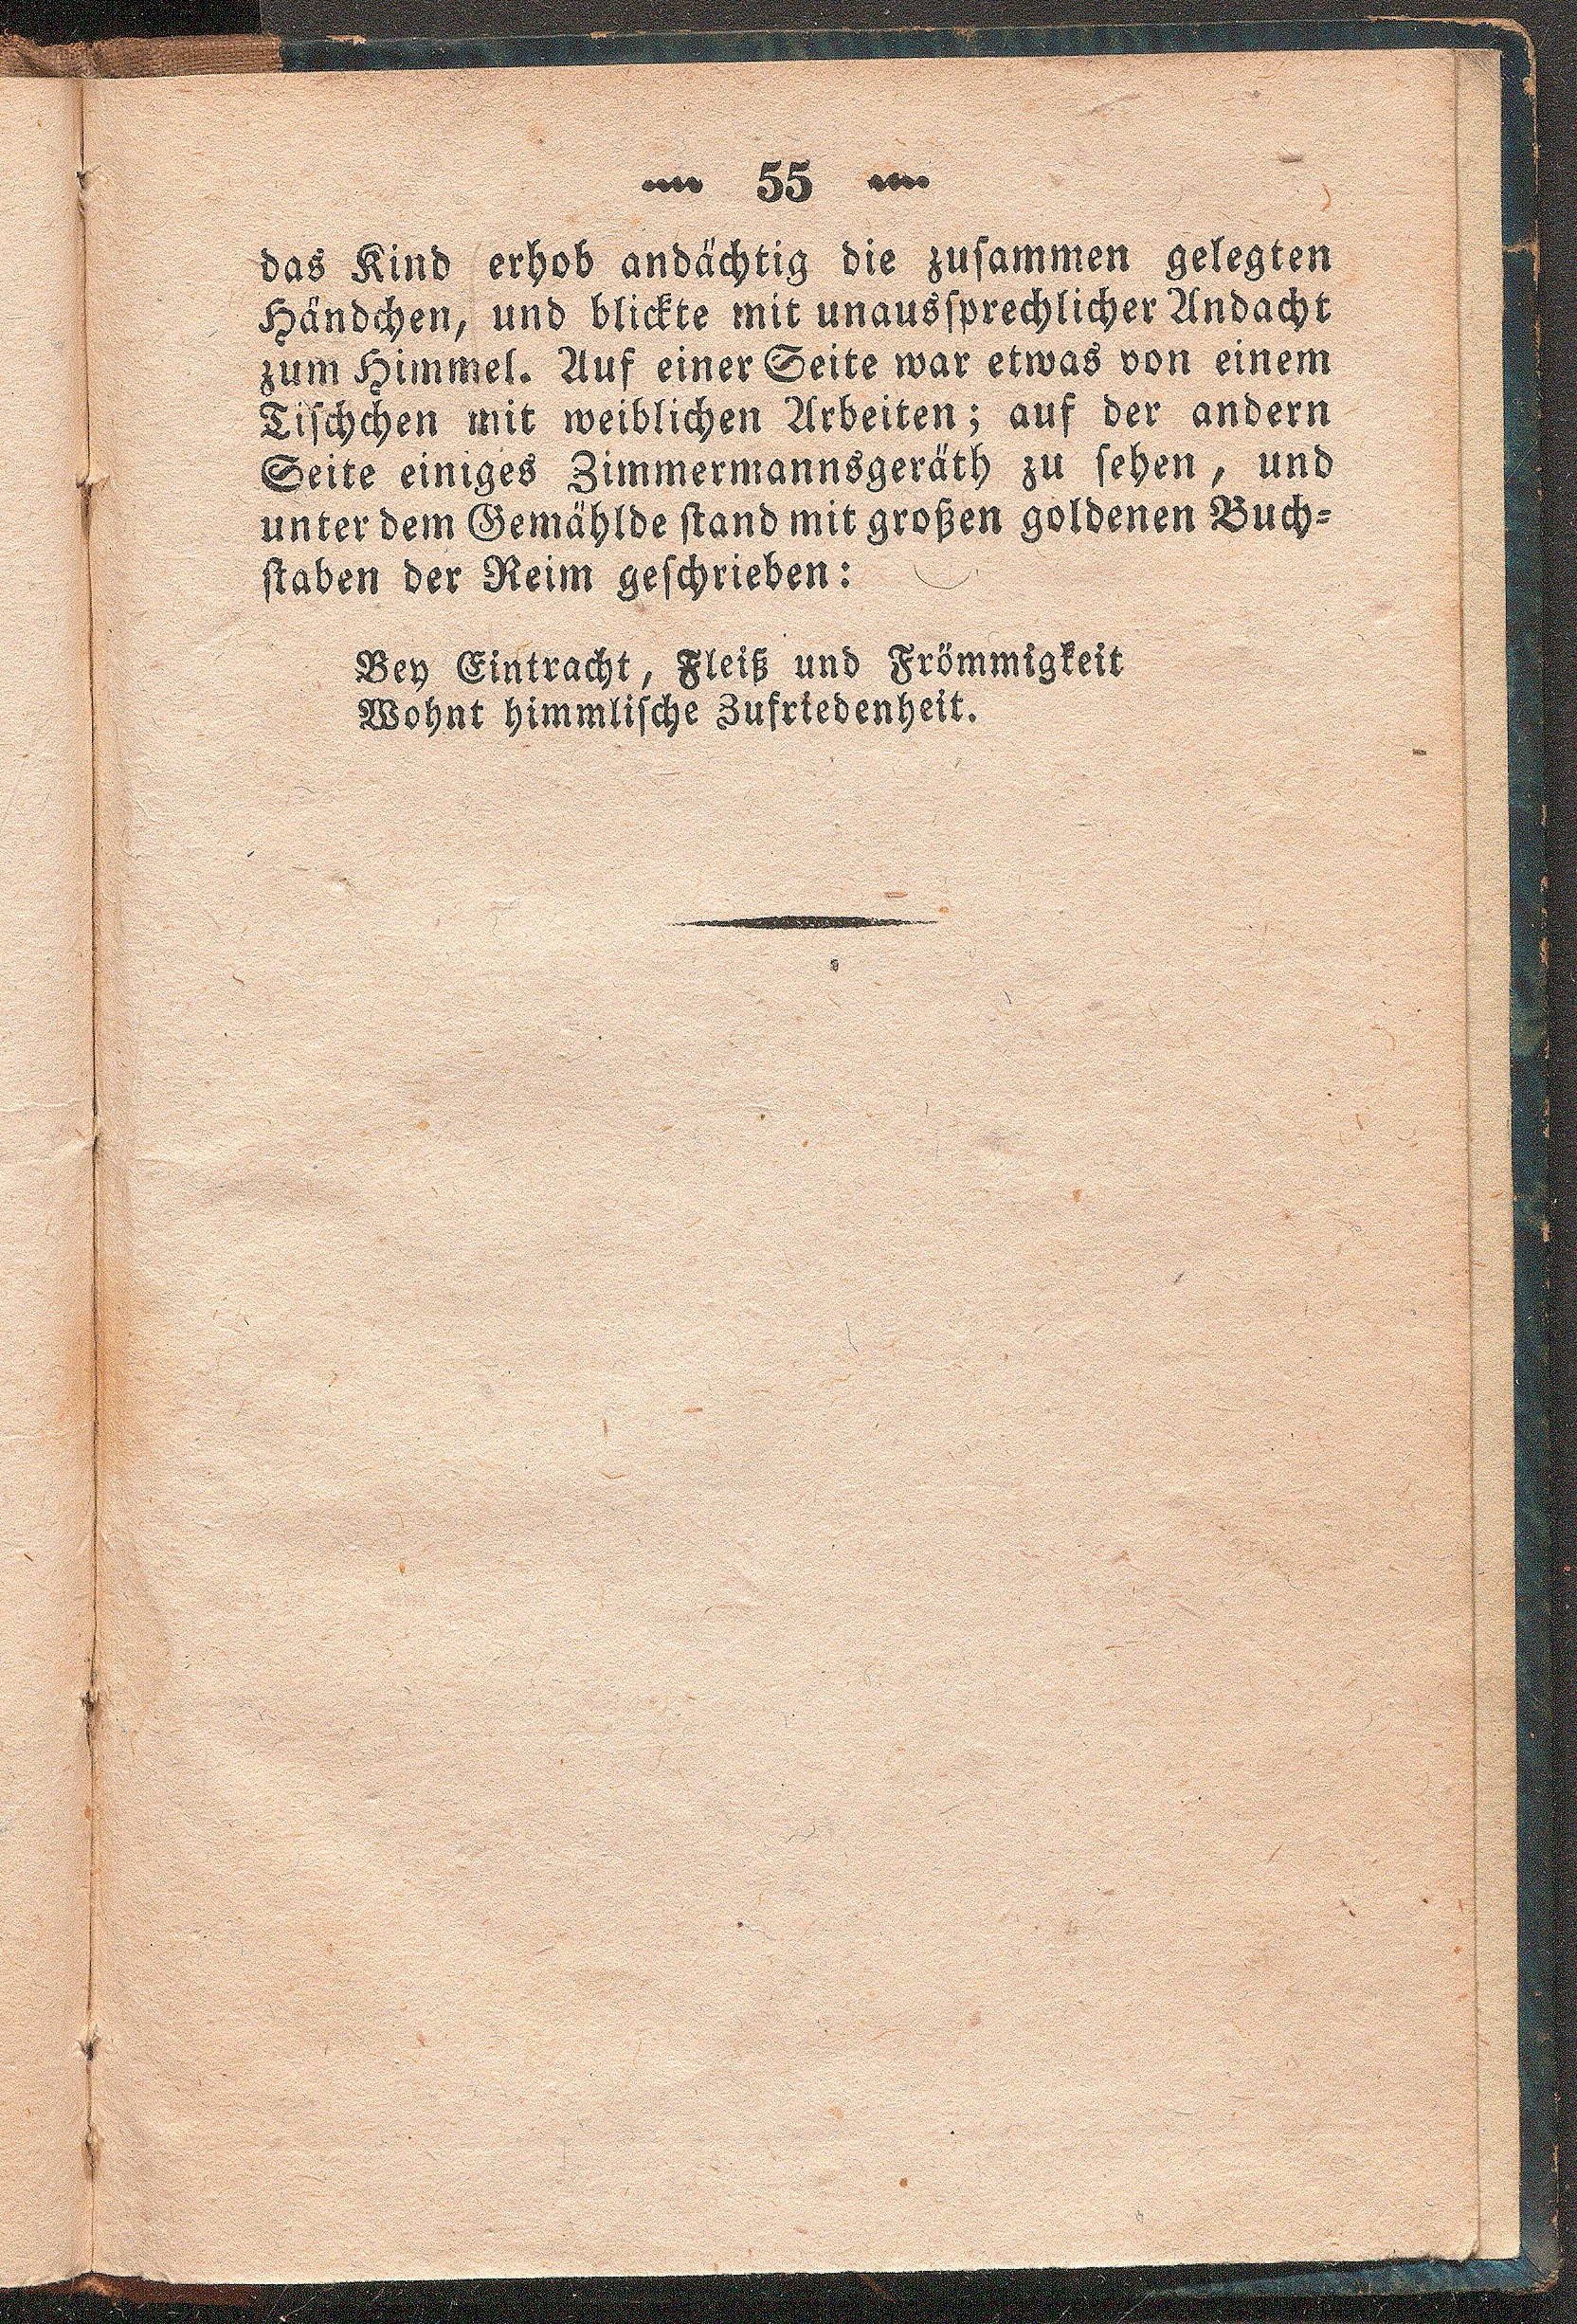 55
das Kind erhob andächtig die zusammen gelegten
Händchen, und blickte mit unaussprechlicher Andacht
zum Himmel. Auf einer Seite war etwas von einem
Tischchen mit weiblichen Arbeiten; auf der andern
Seite einiges Zimmermannsgeräth zu sehen, und
unter dem Gemählde stand mit großen goldenen Buch-
staben der Reim geschrieben:
Bey Eintracht, Fleiß und Frömmigkeit
Wohnt himmlische Zufriedenheit.